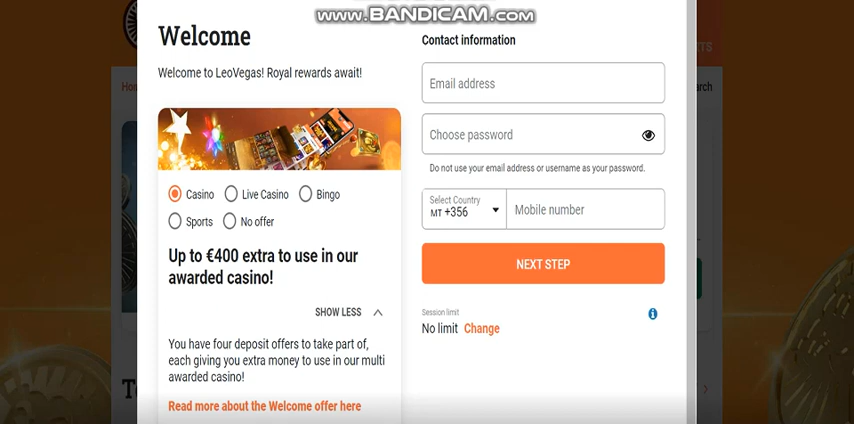 www.BANDICAM.com
Welcome
Welcome to LeoVegas! Royal rewards await!
Casino
Live Casino
Bingo
Sports
No offer
Up to €400 extra to use in our
awarded casino!
SHOW LESS
You have four deposit offers to take part of,
each giving you extra money to use in our multi
awarded casino!
Read more about the Welcome offer here
Contact information
Email address
Choose password
Do not use your email address or username as your password.
Select Country
MT +356
Mobile number
NEXT STEP
Session limit
No limit Change